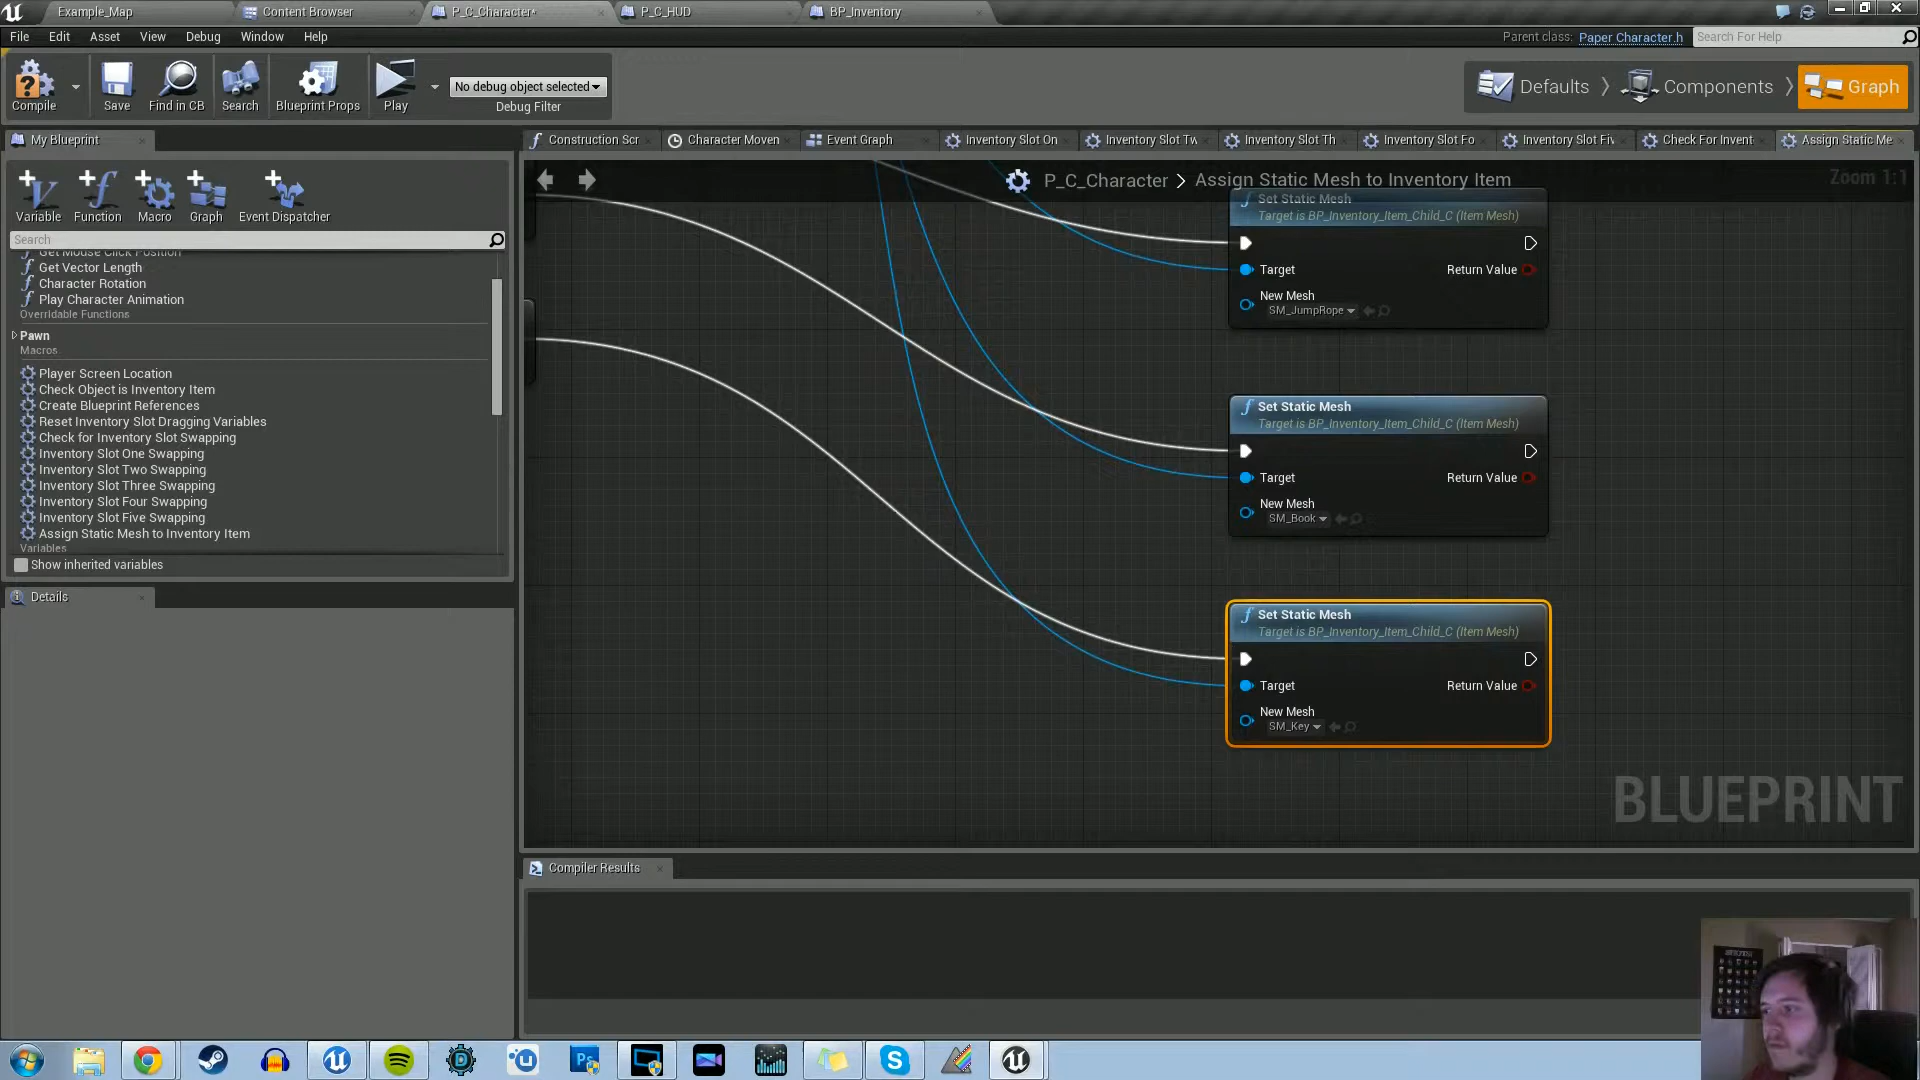 Example_Map
Content Browser
P_C_Character*
P_C_HUD
BP_Inventory
File Edit Asset View Debug Window Help
Parent class: Paper Character.h
Search For Help
Compile
Save
Find in CB
Search
Blueprint Props
Play
No debug object selected
Debug Filter
Defaults
Components
Graph
My Blueprint
Construction Scr
Character Moven
Event Graph
Inventory Slot On
Inventory Slot Tw
Inventory Slot Th
Inventory Slot Fo
Inventory Slot Fiv
Check For Invent
Assign Static Me
Variable
Function
Macro
Graph
Event Dispatcher
P_C_Character > Assign Static Mesh to Inventory Item
Zoom 1:1
Search
Get Mouse Click Position
Get Vector Length
Character Rotation
Play Character Animation
Overridable Functions
Pawn
Macros
Player Screen Location
Check Object is Inventory Item
Create Blueprint References
Reset Inventory Slot Dragging Variables
Check for Inventory Slot Swapping
Inventory Slot One Swapping
Inventory Slot Two Swapping
Inventory Slot Three Swapping
Inventory Slot Four Swapping
Inventory Slot Five Swapping
Assign Static Mesh to Inventory Item
Variables
Show inherited variables
Details
Set Static Mesh
Target is BP_Inventory_Item_Child_C (Item Mesh)
Target
Return Value
New Mesh
SM_JumpRope
Set Static Mesh
Target is BP_Inventory_Item_Child_C (Item Mesh)
Target
Return Value
New Mesh
SM_Book
Set Static Mesh
Target is BP_Inventory_Item_Child_C (Item Mesh)
Target
Return Value
New Mesh
SM_Key
BLUEPRINT
Compiler Results
Ps